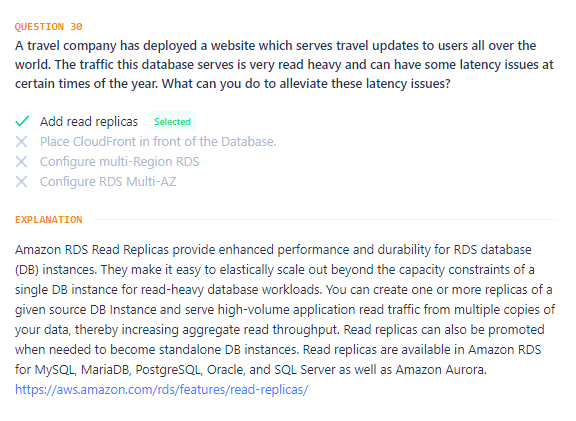 QUESTION 30
A travel company has deployed a website which serves travel updates to users all over the
world. The traffic this database serves is very read heavy and can have some latency issues at
certain times of the year. What can you do to alleviate these latency issues?
Add read replicas Selected
Place CloudFront in front of the Database.
Configure multi-Region RDS
Configure RDS Multi-AZ
EXPLANATION
Amazon RDS Read Replicas provide enhanced performance and durability for RDS database
(DB) instances. They make it easy to elastically scale out beyond the capacity constraints of a
single DB instance for read-heavy database workloads. You can create one or more replicas of a
given source DB Instance and serve high-volume application read traffic from multiple copies of
your data, thereby increasing aggregate read throughput. Read replicas can also be promoted
when needed to become standalone DB instances. Read replicas are available in Amazon RDS
for MySQL, MariaDB, PostgreSQL, Oracle, and SQL Server as well as Amazon Aurora.
https://aws.amazon.com/rds/features/read-replicas/